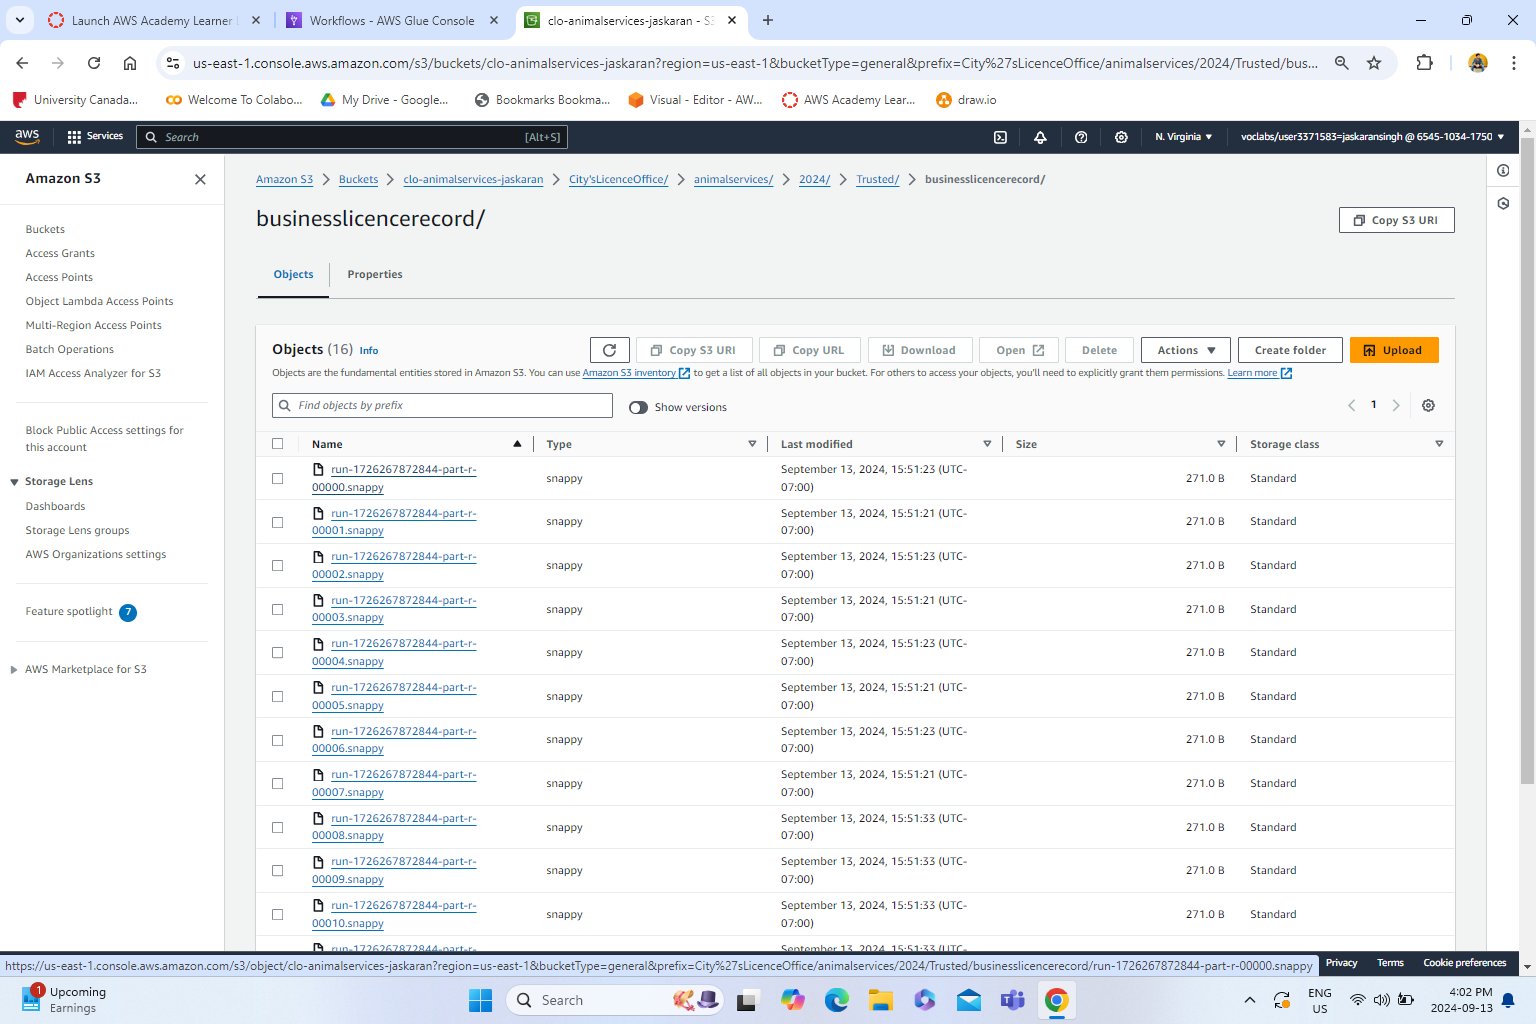 Launch AWS Academy Learner
Workflows - AWS Glue Console
clo-animalservices-jaskaran - S3
us-east-1.console.aws.amazon.com/s3/buckets/clo-animalservices-jaskaran?region=us-east-1&bucketType=general&prefix=City%27sLicenceOffice/animalservices/2024/Trusted/bus...
University Canada...
Welcome To Colabo...
My Drive - Google...
Bookmarks Bookma...
Visual - Editor - AW...
AWS Academy Lear...
draw.io
aws
Services
Search
[Alt+S]
N. Virginia
voclabs/user3371583=jaskaransingh @ 6545-1034-1750
Amazon S3
Buckets
Access Grants
Access Points
Object Lambda Access Points
Multi-Region Access Points
Batch Operations
IAM Access Analyzer for S3
Block Public Access settings for
this account
Storage Lens
Dashboards
Storage Lens groups
AWS Organizations settings
Feature spotlight 7
AWS Marketplace for S3
Amazon S3 > Buckets > clo-animalservices-jaskaran > City'sLicenceOffice/ > animalservices/ > 2024/ > Trusted/ > businesslicencerecord/
businesslicencerecord/
Copy S3 URI
Objects
Properties
Objects (16) Info
Copy S3 URI
Copy URL
Download
Open
Delete
Actions
Create folder
Upload
Objects are the fundamental entities stored in Amazon S3. You can use Amazon S3 inventory to get a list of all objects in your bucket. For others to access your objects, you'll need to explicitly grant them permissions. Learn more
Find objects by prefix
Show versions
1
Name Type Last modified Size Storage class
run-1726267872844-part-r- September 13, 2024, 15:51:23 (UTC-
00000.snappy snappy 07:00) 271.0 B Standard
run-1726267872844-part-r- September 13, 2024, 15:51:21 (UTC-
00001.snappy snappy 07:00) 271.0 B Standard
run-1726267872844-part-r- September 13, 2024, 15:51:23 (UTC-
00002.snappy snappy 07:00) 271.0 B Standard
run-1726267872844-part-r- September 13, 2024, 15:51:21 (UTC-
00003.snappy snappy 07:00) 271.0 B Standard
run-1726267872844-part-r- September 13, 2024, 15:51:23 (UTC-
00004.snappy snappy 07:00) 271.0 B Standard
run-1726267872844-part-r- September 13, 2024, 15:51:21 (UTC-
00005.snappy snappy 07:00) 271.0 B Standard
run-1726267872844-part-r- September 13, 2024, 15:51:23 (UTC-
00006.snappy snappy 07:00) 271.0 B Standard
run-1726267872844-part-r- September 13, 2024, 15:51:21 (UTC-
00007.snappy snappy 07:00) 271.0 B Standard
run-1726267872844-part-r- September 13, 2024, 15:51:33 (UTC-
00008.snappy snappy 07:00) 271.0 B Standard
run-1726267872844-part-r- September 13, 2024, 15:51:33 (UTC-
00009.snappy snappy 07:00) 271.0 B Standard
run-1726267872844-part-r- September 13, 2024, 15:51:33 (UTC-
00010.snappy snappy 07:00) 271.0 B Standard
run-1726267872844-part-r- September 13, 2024, 15:51:33 (UTC-
https://us-east-1.console.aws.amazon.com/s3/object/clo-animalservices-jaskaran?region=us-east-1&bucketType=general&prefix=City%27sLicenceOffice/animalservices/2024/Trusted/businesslicencerecord/run-1726267872844-part-r-00000.snappy
Privacy
Terms
Cookie preferences
1
Upcoming
Earnings
Search
ENG
US
4:02 PM
2024-09-13